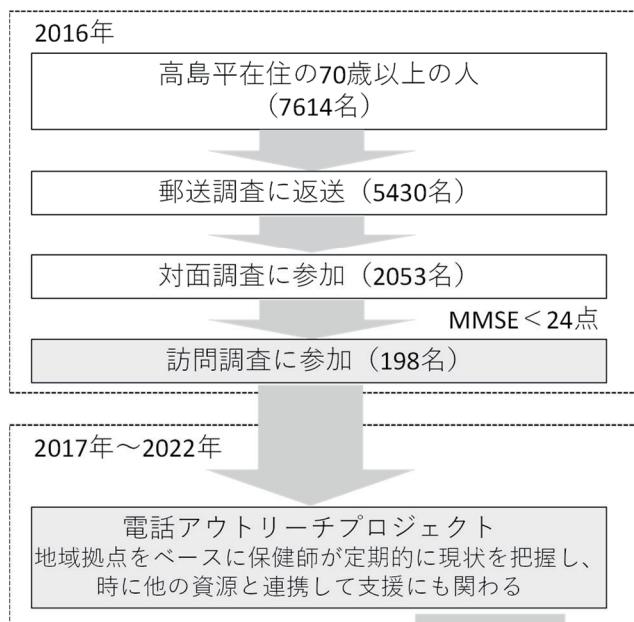 2016年
高島平在住の70歳以上の人
（7614名）
郵送調査に返送（5430名）
対面調査に参加（2053名）
MMSE＜24点
訪問調査に参加（198名）
2017年～2022年
電話アウトリーチプロジェクト
地域拠点をベースに保健師が定期的に現状を把握し、
時に他の資源と連携して支援にも関わる